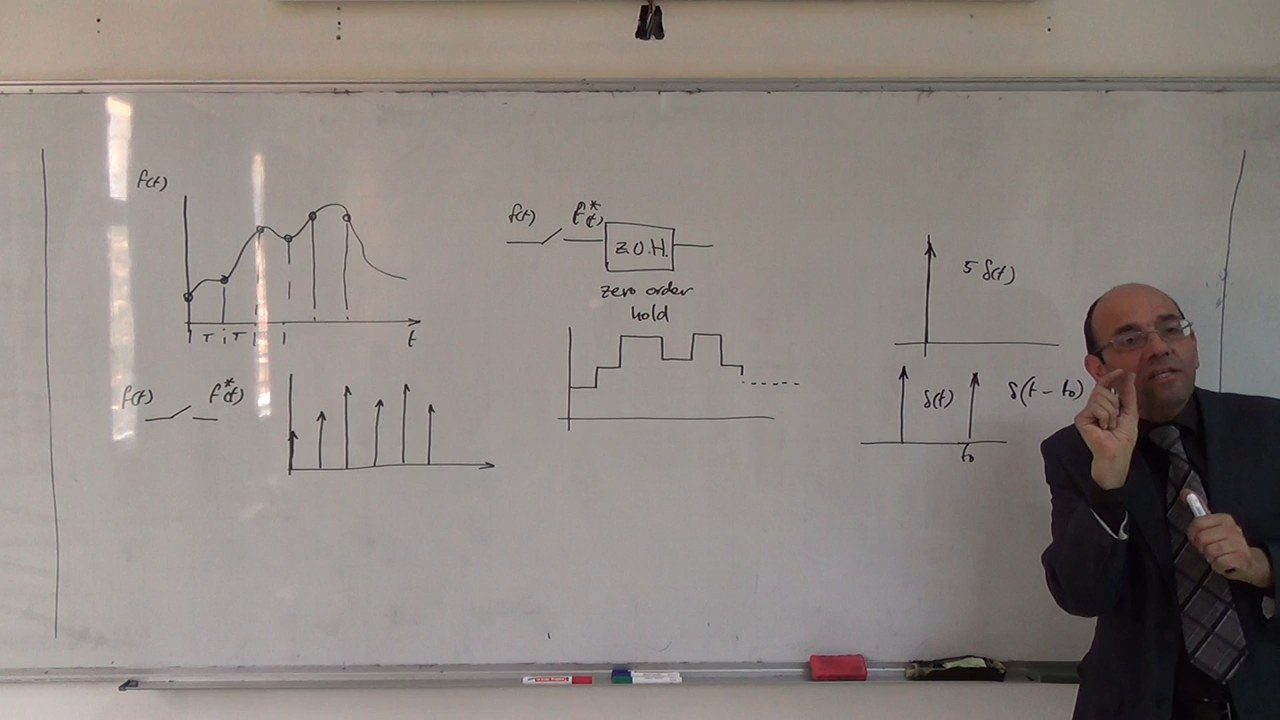 f(t)
T T t
f(t) f*(t)
f(t) f*(t)
Z.O.H.
zero order
hold
5 δ(t)
δ(t) δ(t - t₀)
t₀